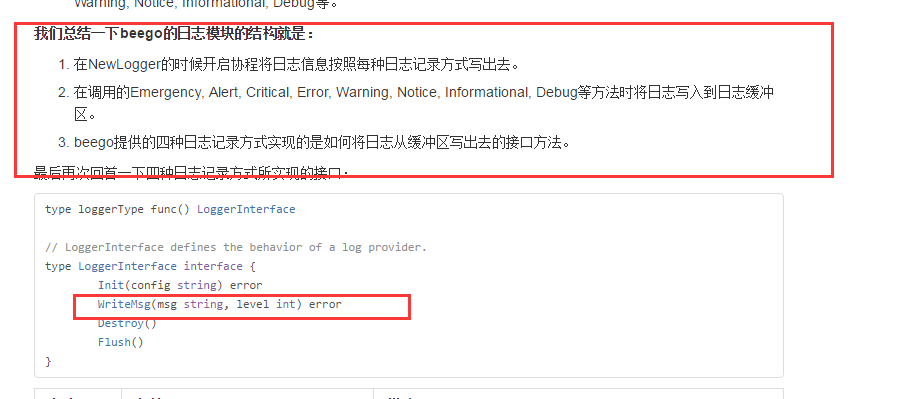 Warning, Notice, Informational, Debug等。
我们总结一下beego的日志模块的结构就是：
1. 在NewLogger的时候开启协程将日志信息按照每种日志记录方式写出去。
2. 在调用的Emergency, Alert, Critical, Error, Warning, Notice, Informational, Debug等方法时将日志写入到日志缓冲
区。
3. beego提供的四种日志记录方式实现的是如何将日志从缓冲区写出去的接口方法。
最后再次回首一下四种日志记录方式所实现的接口：
type loggerType func() LoggerInterface
// LoggerInterface defines the behavior of a log provider.
type LoggerInterface interface {
Init(config string) error
WriteMsg(msg string, level int) error
Destroy()
Flush()
}